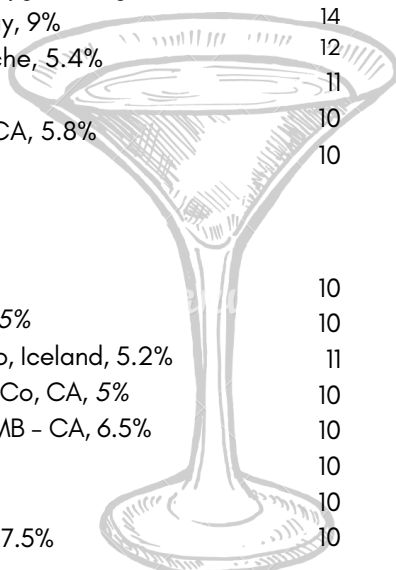 14
y, 9% 12
che, 5.4% 11
10
CA, 5.8% 10
10
5% 10
o, Iceland, 5.2% 11
Co, CA, 5% 10
MB - CA, 6.5% 10
10
10
7.5% 10